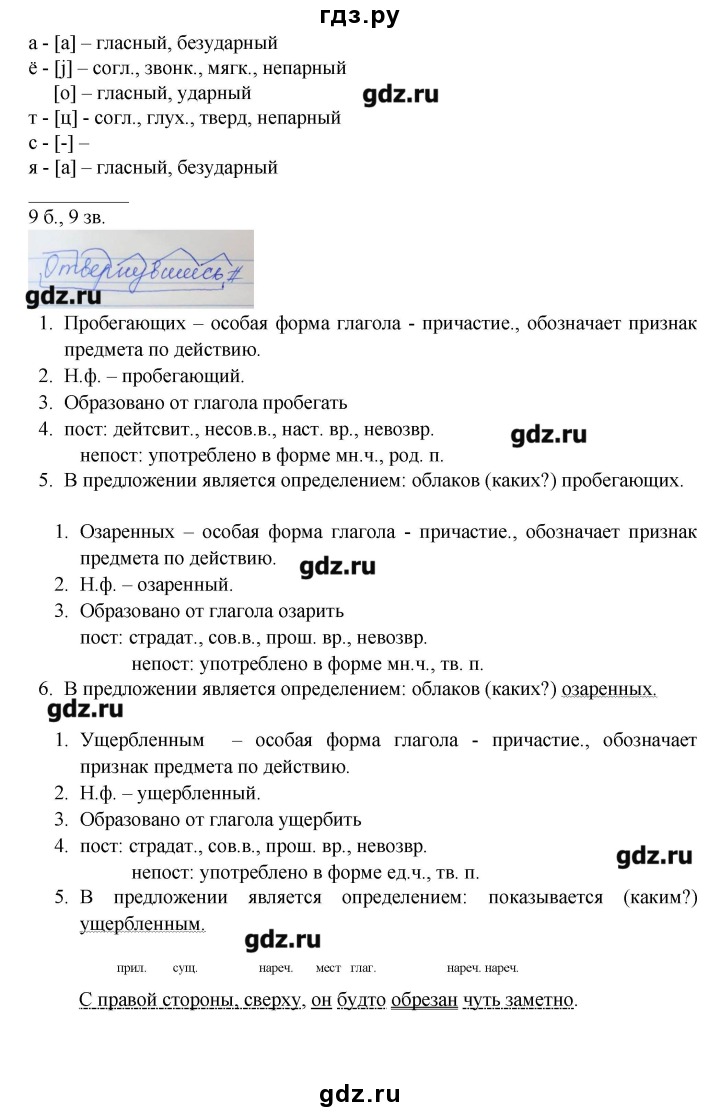 гдз.ру
а - [а] – гласный, безударный
ё - [j] – согл., звонк., мягк., непарный
[о] – гласный, ударный
gdz.ru
т - [ц] - согл., глух., тверд, непарный
с - [-] –
я - [а] – гласный, безударный
9 б., 9 зв.
Отвернувшись#
gdz.ru
1. Пробегающих – особая форма глагола - причастие., обозначает признак
предмета по действию.
2. Н.ф. – пробегающий.
3. Образовано от глагола пробегать
4. пост: дейтсвит., несов.в., наст. вр., невозвр.
gdz.ru
непост: употреблено в форме мн.ч., род. п.
5. В предложении является определением: облаков (каких?) пробегающих.
1. Озаренных – особая форма глагола - причастие., обозначает признак
предмета по действию.
gdz.ru
2. Н.ф. – озаренный.
3. Образовано от глагола озарить
пост: страдат., сов.в., прош. вр., невозвр.
непост: употреблено в форме мн.ч., тв. п.
6. В предложении является определением: облаков (каких?) озаренных.
gdz.ru
1. Ущербленным – особая форма глагола - причастие., обозначает
признак предмета по действию.
2. Н.ф. – ущербленный.
3. Образовано от глагола ущербить
4. пост: страдат., сов.в., прош. вр., невозвр.
gdz.ru
непост: употреблено в форме ед.ч., тв. п.
5. В предложении является определением: показывается (каким?)
ущербленным.
gdz.ru
прил. сущ. нареч. мест глаг. нареч. нареч.
С правой стороны, сверху, он будто обрезан чуть заметно.
gdz.ru